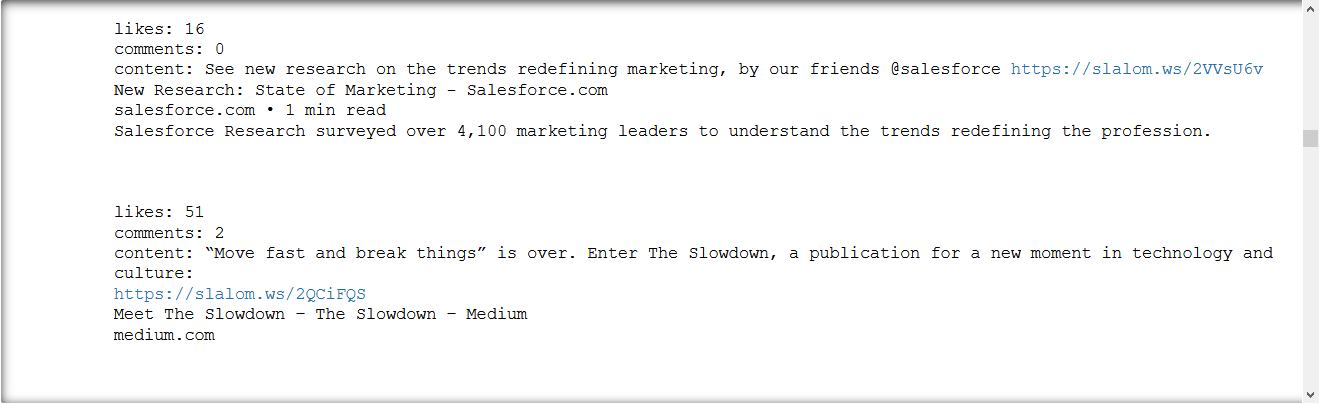 likes: 16
comments: 0
content: See new research on the trends redefining marketing, by our friends @salesforce https://slalom.ws/2VVsU6v
New Research: State of Marketing - Salesforce.com
salesforce.com • 1 min read
Salesforce Research surveyed over 4,100 marketing leaders to understand the trends redefining the profession.
likes: 51
comments: 2
content: “Move fast and break things” is over. Enter The Slowdown, a publication for a new moment in technology and
culture:
https://slalom.ws/2QCiFQS
Meet The Slowdown – The Slowdown – Medium
medium.com